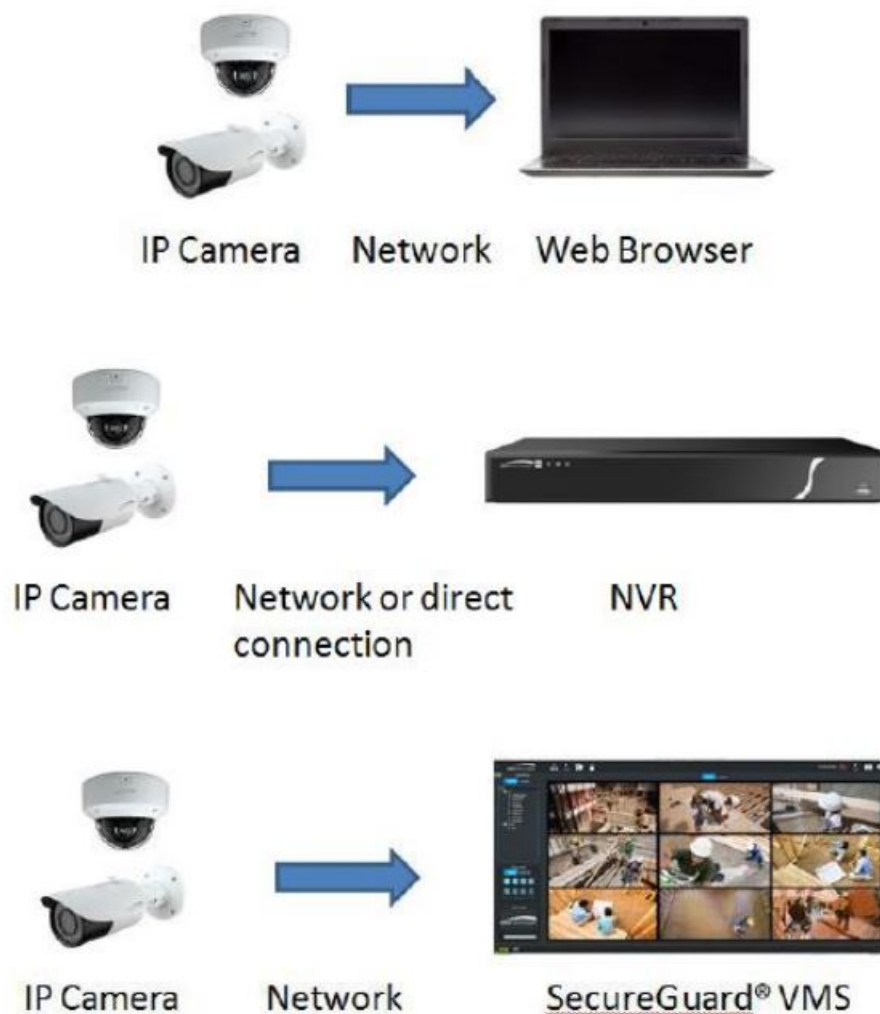 IP Camera Network Web Browser
IP Camera Network or direct NVR
connection
IP Camera Network SecureGuard® VMS